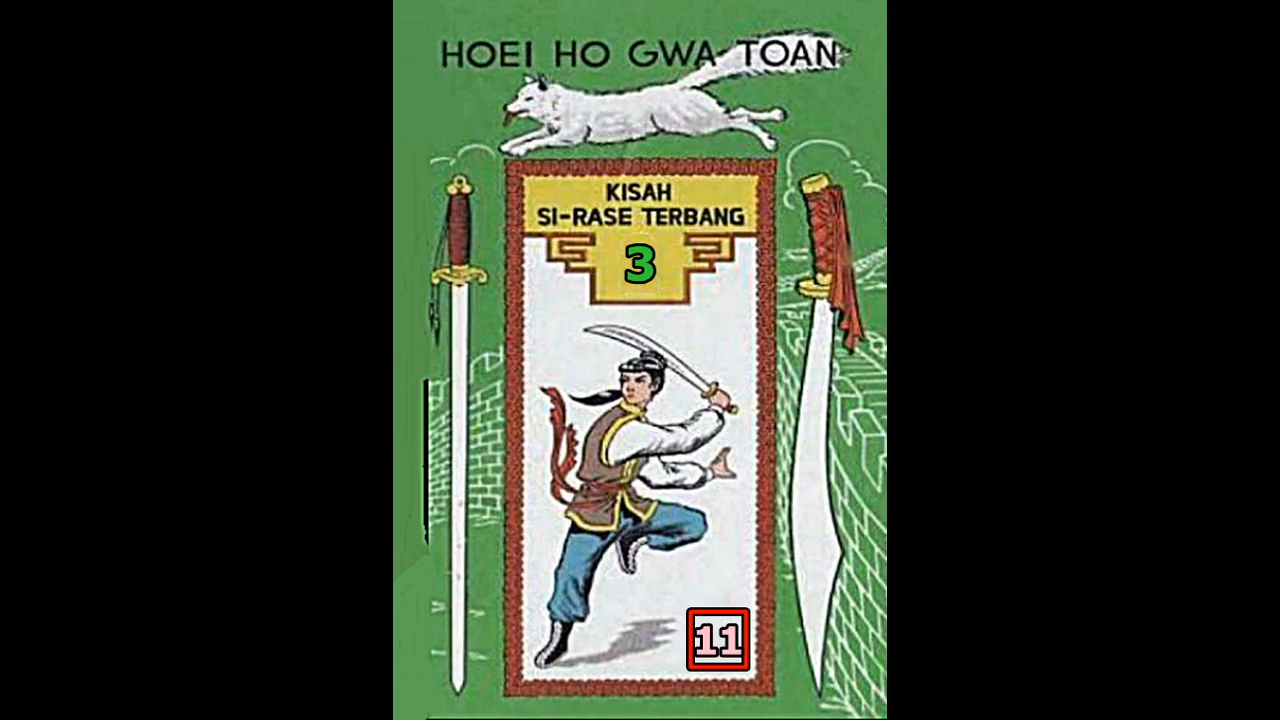 HOEI HO GWA TOAN
KISAH
SI-RASE TERBANG
3
11